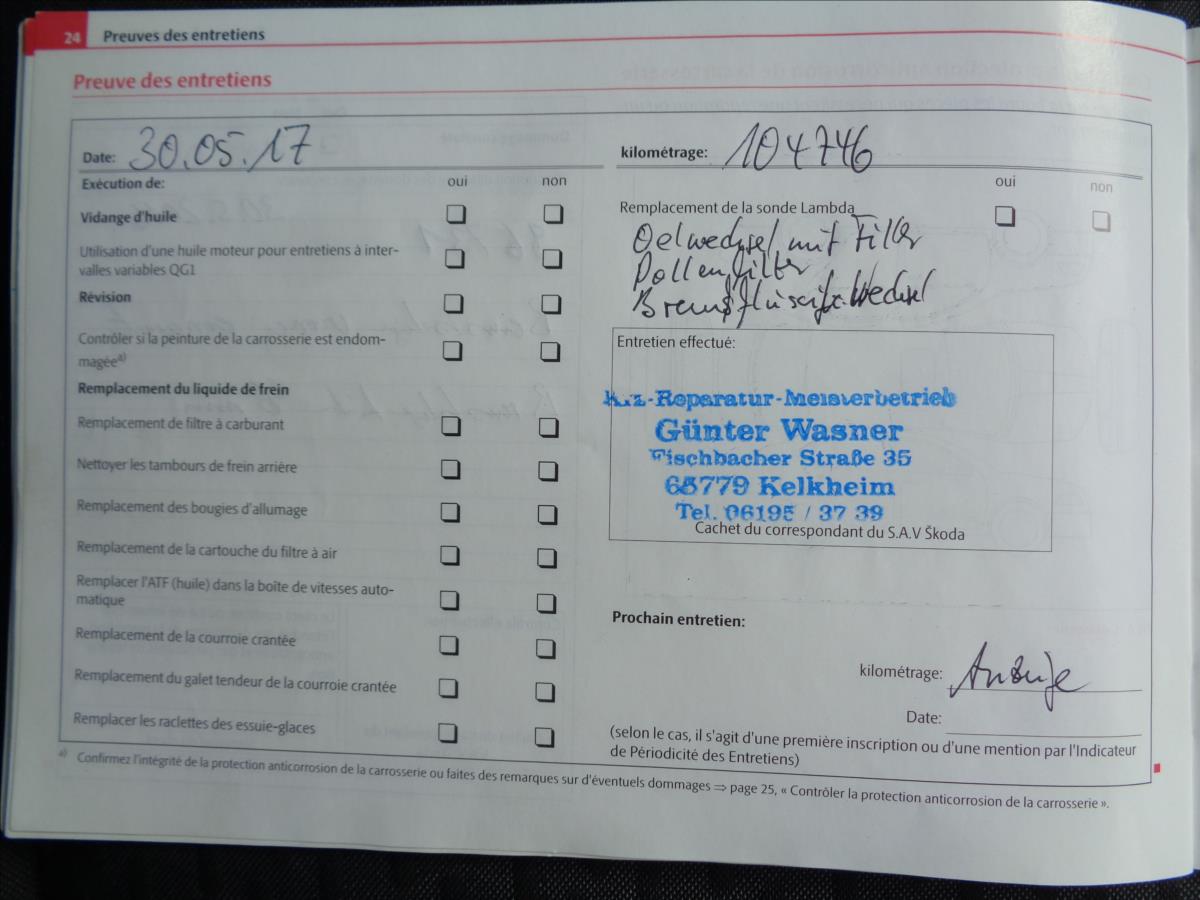 24 Preuves des entretiens
Preuve des entretiens
Date: 30.05.17
kilométrage: 104746
Exécution de: oui non
oui non
Vidange d'huile
Utilisation d'une huile moteur pour entretiens à inter-
valles variables QG1
Révision
Contrôler si la peinture de la carrosserie est endom-
magée a)
Remplacement du liquide de frein
Remplacement de filtre à carburant
Nettoyer les tambours de frein arrière
Remplacement des bougies d'allumage
Remplacement de la cartouche du filtre à air
Remplacer l'ATF (huile) dans la boîte de vitesses auto-
matique
Remplacement de la courroie crantée
Remplacement du galet tendeur de la courroie crantée
Remplacer les raclettes des essuie-glaces
Remplacement de la sonde Lambda
Oelwechsel mit Filter
Pollenfilter
Entretien effectué:
Kfz-Reparatur-Meisterbetrieb
Günter Wasner
Fischbacher Straße 35
65779 Kelkheim
Tel. 06195 / 37 39
Cachet du correspondant du S.A.V Škoda
Prochain entretien:
kilométrage:
Date:
(selon le cas, il s'agit d'une première inscription ou d'une mention par l'Indicateur
de Périodicité des Entretiens)
a) Confirmez l'intégrité de la protection anticorrosion de la carrosserie ou faites des remarques sur d'éventuels dommages ⇒ page 25, « Contrôler la protection anticorrosion de la carrosserie ».